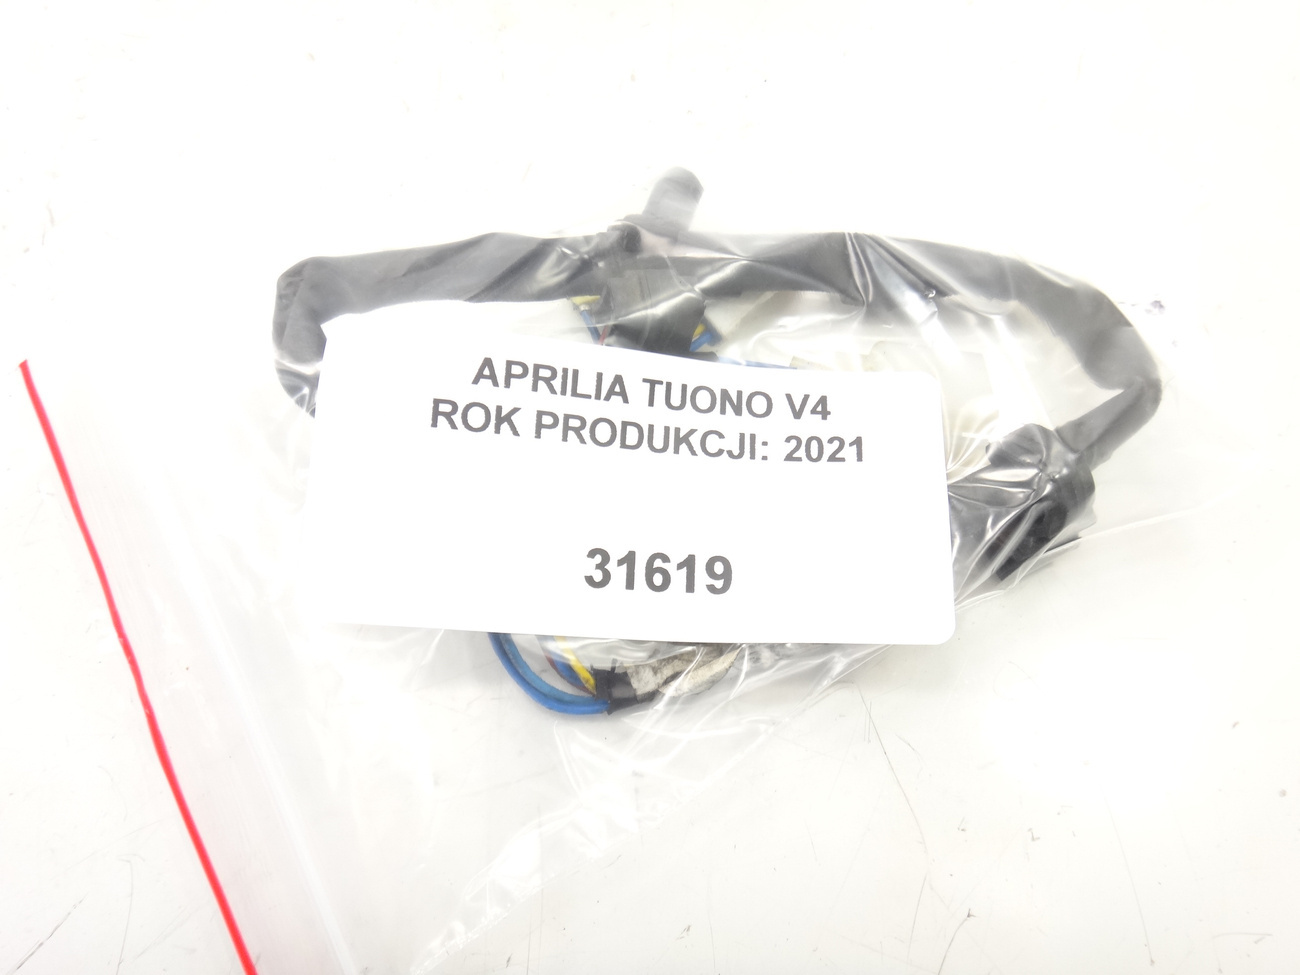 APRILIA TUONO V4
ROK PRODUKCJI: 2021
31619